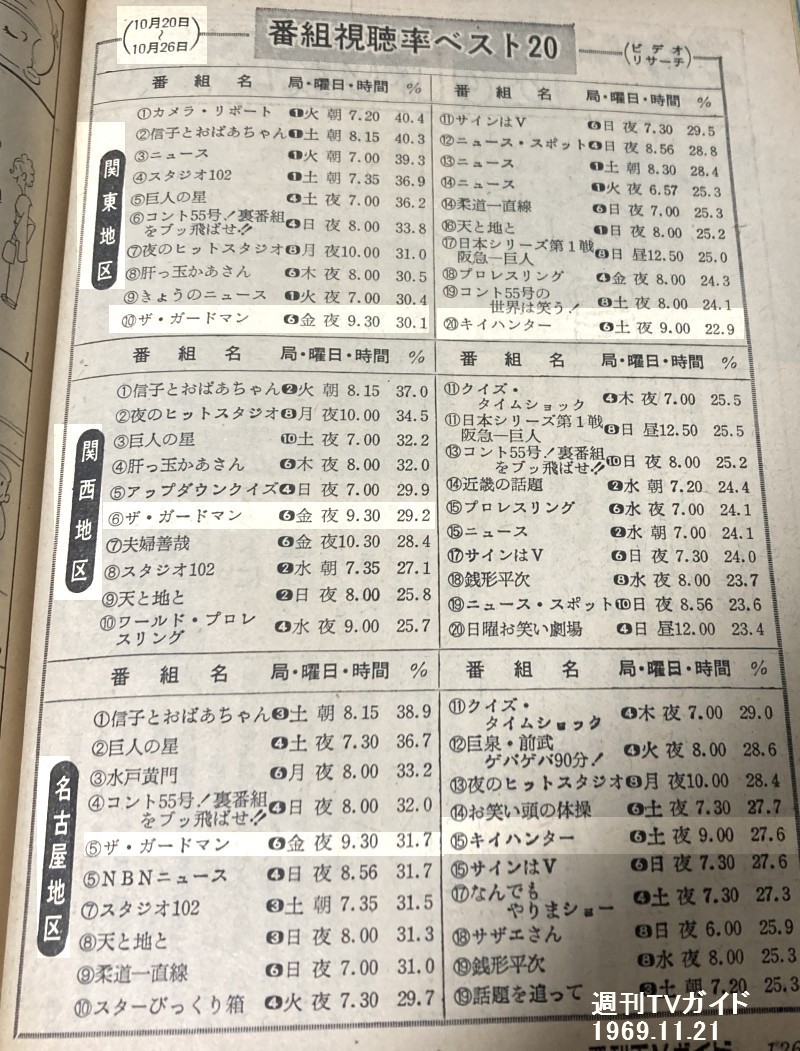 (10月20日
〜
10月26日)
番組視聴率ベスト20
(ビデオ
リサーチ)
関東地区
番組名 局・曜日・時間 %
①カメラ・リポート ❶火 朝 7.20 40.4
②信子とおばあちゃん❶土 朝 8.15 40.3
③ニュース ❶火 朝 7.00 39.3
④スタジオ102 ❶土 朝 7.35 36.9
⑤巨人の星 ❹土 夜 7.00 36.2
⑥コント55号!裏番組
をブッ飛ばせ!! ❹日 夜 8.00 33.8
⑦夜のヒットスタジオ❽月 夜10.00 31.0
⑧肝っ玉かあさん ❻木 夜 8.00 30.5
⑨きょうのニュース ❶火 夜 7.00 30.4
⑩ザ・ガードマン ❻金 夜 9.30 30.1
番組名 局・曜日・時間 %
⑪サインはV ❻日 夜 7.30 29.5
⑫ニュース・スポット❹日 夜 8.56 28.8
⑬ニュース ❶土 朝 8.30 28.4
⑭ニュース ❶火 夜 6.57 25.3
⑭柔道一直線 ❻日 夜 7.00 25.3
⑯天と地と ❶日 夜 8.00 25.2
⑰日本シリーズ第1戦
阪急―巨人 ❽日 昼12.50 25.0
⑱プロレスリング ❹金 夜 8.00 24.3
⑲コント55号の
世界は笑う! ❽土 夜 8.00 24.1
⑳キイハンター ❻土 夜 9.00 22.9
関西地区
番組名 局・曜日・時間 %
①信子とおばあちゃん❷火 朝 8.15 37.0
②夜のヒットスタジオ❽月 夜10.00 34.5
③巨人の星 ❿土 夜 7.00 32.2
④肝っ玉かあさん ❻木 夜 8.00 32.0
⑤アップダウンクイズ❹日 夜 7.00 29.9
⑥ザ・ガードマン ❻金 夜 9.30 29.2
⑦夫婦善哉 ❻金 夜10.30 28.4
⑧スタジオ102 ❷水 朝 7.35 27.1
⑨天と地と ❷日 夜 8.00 25.8
⑩ワールド・プロレ
スリング ❹水 夜 9.00 25.7
番組名 局・曜日・時間 %
⑪クイズ・
タイムショック ❹木 夜 7.00 25.5
⑪日本シリーズ第1戦
阪急―巨人 ❽日 昼12.50 25.5
⑬コント55号!裏番組
をブッ飛ばせ!!❿日 夜 8.00 25.2
⑭近畿の話題 ❷水 朝 7.20 24.4
⑮プロレスリング ❻水 夜 7.00 24.1
⑮ニュース ❷水 朝 7.00 24.1
⑰サインはV ❻日 夜 7.30 24.0
⑱銭形平次 ❽水 夜 8.00 23.7
⑲ニュース・スポット❿日 夜 8.56 23.6
⑳日曜お笑い劇場 ❹日 昼12.00 23.4
名古屋地区
番組名 局・曜日・時間 %
①信子とおばあちゃん❸土 朝 8.15 38.9
②巨人の星 ❹土 夜 7.30 36.7
③水戸黄門 ❻月 夜 8.00 33.2
④コント55号!裏番組
をブッ飛ばせ!! ❹日 夜 8.00 32.0
⑤ザ・ガードマン ❻金 夜 9.30 31.7
⑤NBNニュース ❹日 夜 8.56 31.7
⑦スタジオ102 ❸土 朝 7.35 31.5
⑧天と地と ❸日 夜 8.00 31.3
⑨柔道一直線 ❻日 夜 7.00 31.0
⑩スターびっくり箱 ❹火 夜 7.30 29.7
番組名 局・曜日・時間 %
⑪クイズ・
タイムショック ❹木 夜 7.00 29.0
⑫巨泉・前武
ゲバゲバ90分! ❹火 夜 8.00 28.6
⑬夜のヒットスタジオ❽月 夜10.00 28.4
⑭お笑い頭の体操 ❻土 夜 7.30 27.7
⑮キイハンター ❻土 夜 9.00 27.6
⑮サインはV ❻日 夜 7.30 27.6
⑰なんでも
やりまショー ❹土 夜 7.30 27.3
⑱サザエさん ❽日 夜 6.00 25.9
⑲銭形平次 ❽水 夜 8.00 25.3
⑲話題を追って ❸土 朝 7.20 25.3
週刊TVガイド
1969.11.21